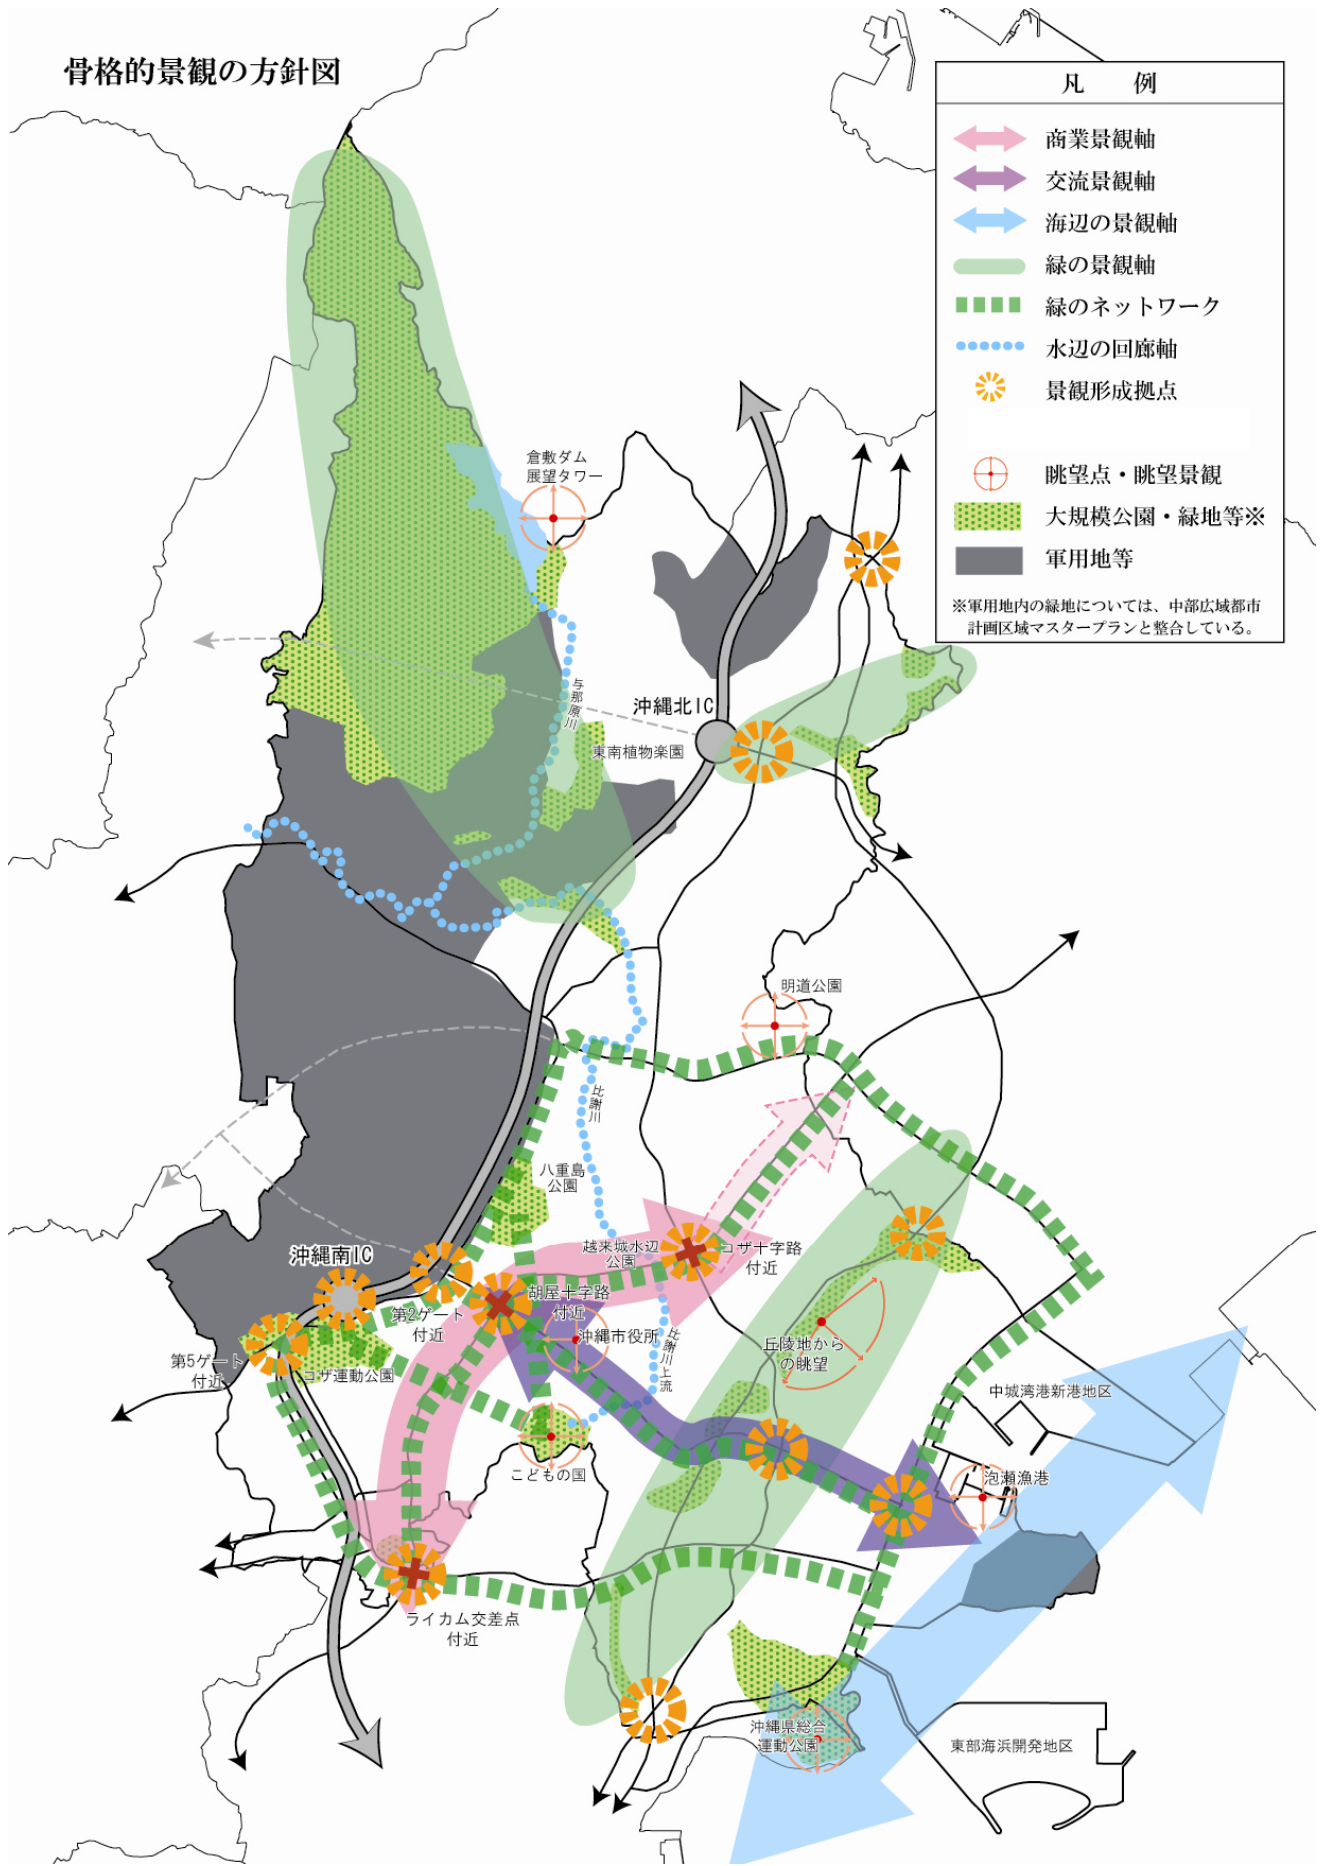 骨格的景観の方針図
凡　例
商業景観軸
交流景観軸
海辺の景観軸
緑の景観軸
緑のネットワーク
水辺の回廊軸
景観形成拠点
眺望点・眺望景観
大規模公園・緑地等※
軍用地等
※軍用地内の緑地については、中部広域都市
計画区域マスタープランと整合している。
倉敷ダム
展望タワー
与那原川
沖縄北IC
東南植物楽園
明道公園
比謝川
八重島
公園
越来城水辺
公園
コザ十字路
付近
沖縄南IC
胡屋十字路
付近
第2ゲート
付近
沖縄市役所
比謝川上流
丘陵地から
の眺望
第5ゲート
付近
コザ運動公園
中城湾港新港地区
こどもの国
泡瀬漁港
ライカム交差点
付近
沖縄県総合
運動公園
東部海浜開発地区